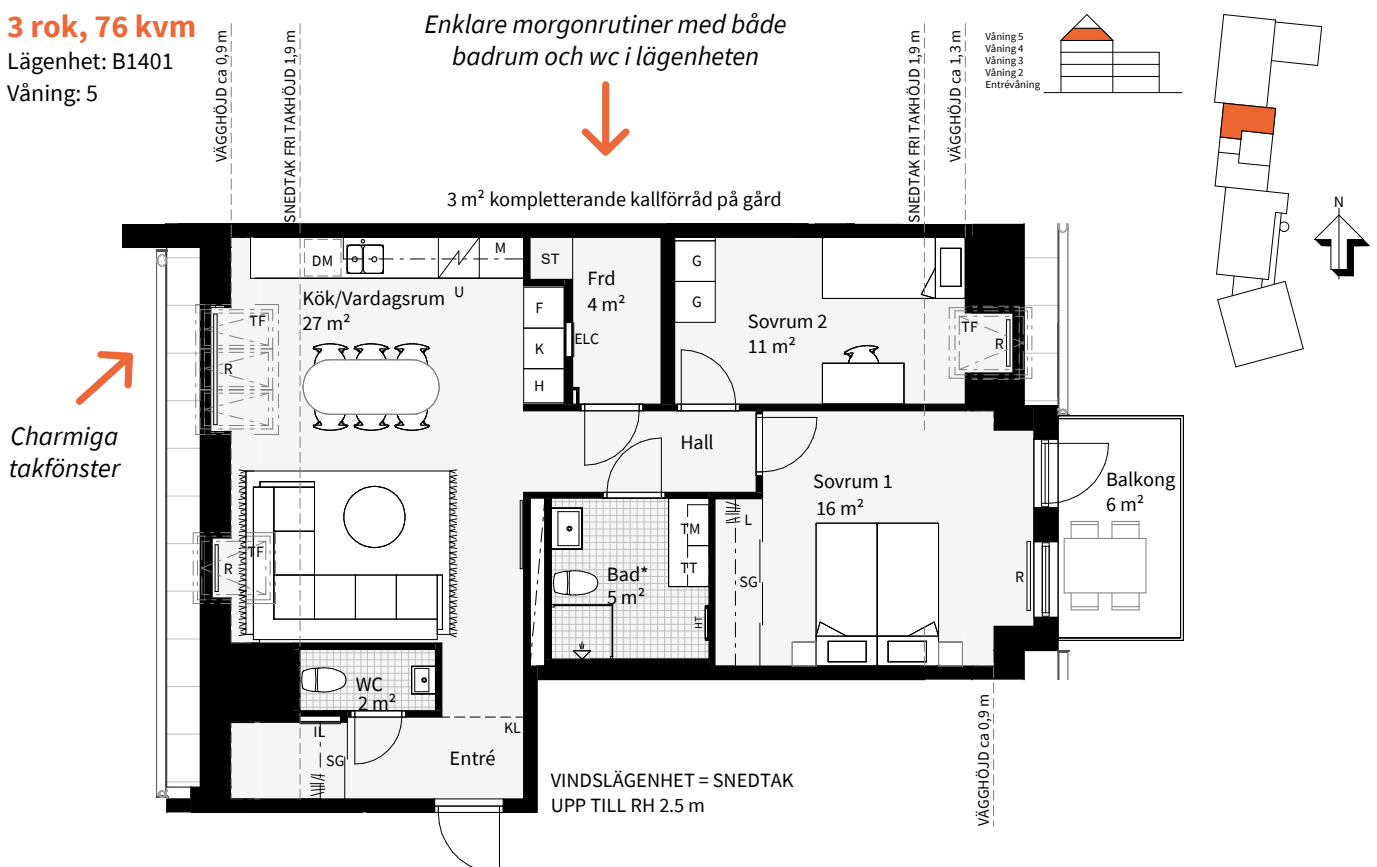 3 rok, 76 kvm
Lägenhet: B1401
Våning: 5
Enklare morgonrutiner med både
badrum och wc i lägenheten
VÄGGHÖJD ca 0,9 m
SNEDTAK FRI TAKHÖJD 1,9 m
SNEDTAK FRI TAKHÖJD 1,9 m
VÄGGHÖJD ca 1,3 m
Våning 5
Våning 4
Våning 3
Våning 2
Entrévåning
N
3 m² kompletterande kallförråd på gård
DM
M
U
ST
Kök/Vardagsrum
27 m²
F
K
H
ELC
Frd
4 m²
G
G
Sovrum 2
11 m²
TF
R
TF
R
Charmiga
takfönster
Hall
Sovrum 1
16 m²
Balkong
6 m²
TF
R
L
SG
TM
TT
Bad*
5 m²
HT
R
WC
2 m²
IL
SG
KL
Entré
VINDSLÄGENHET = SNEDTAK
UPP TILL RH 2.5 m
VÄGGHÖJD ca 0,9 m